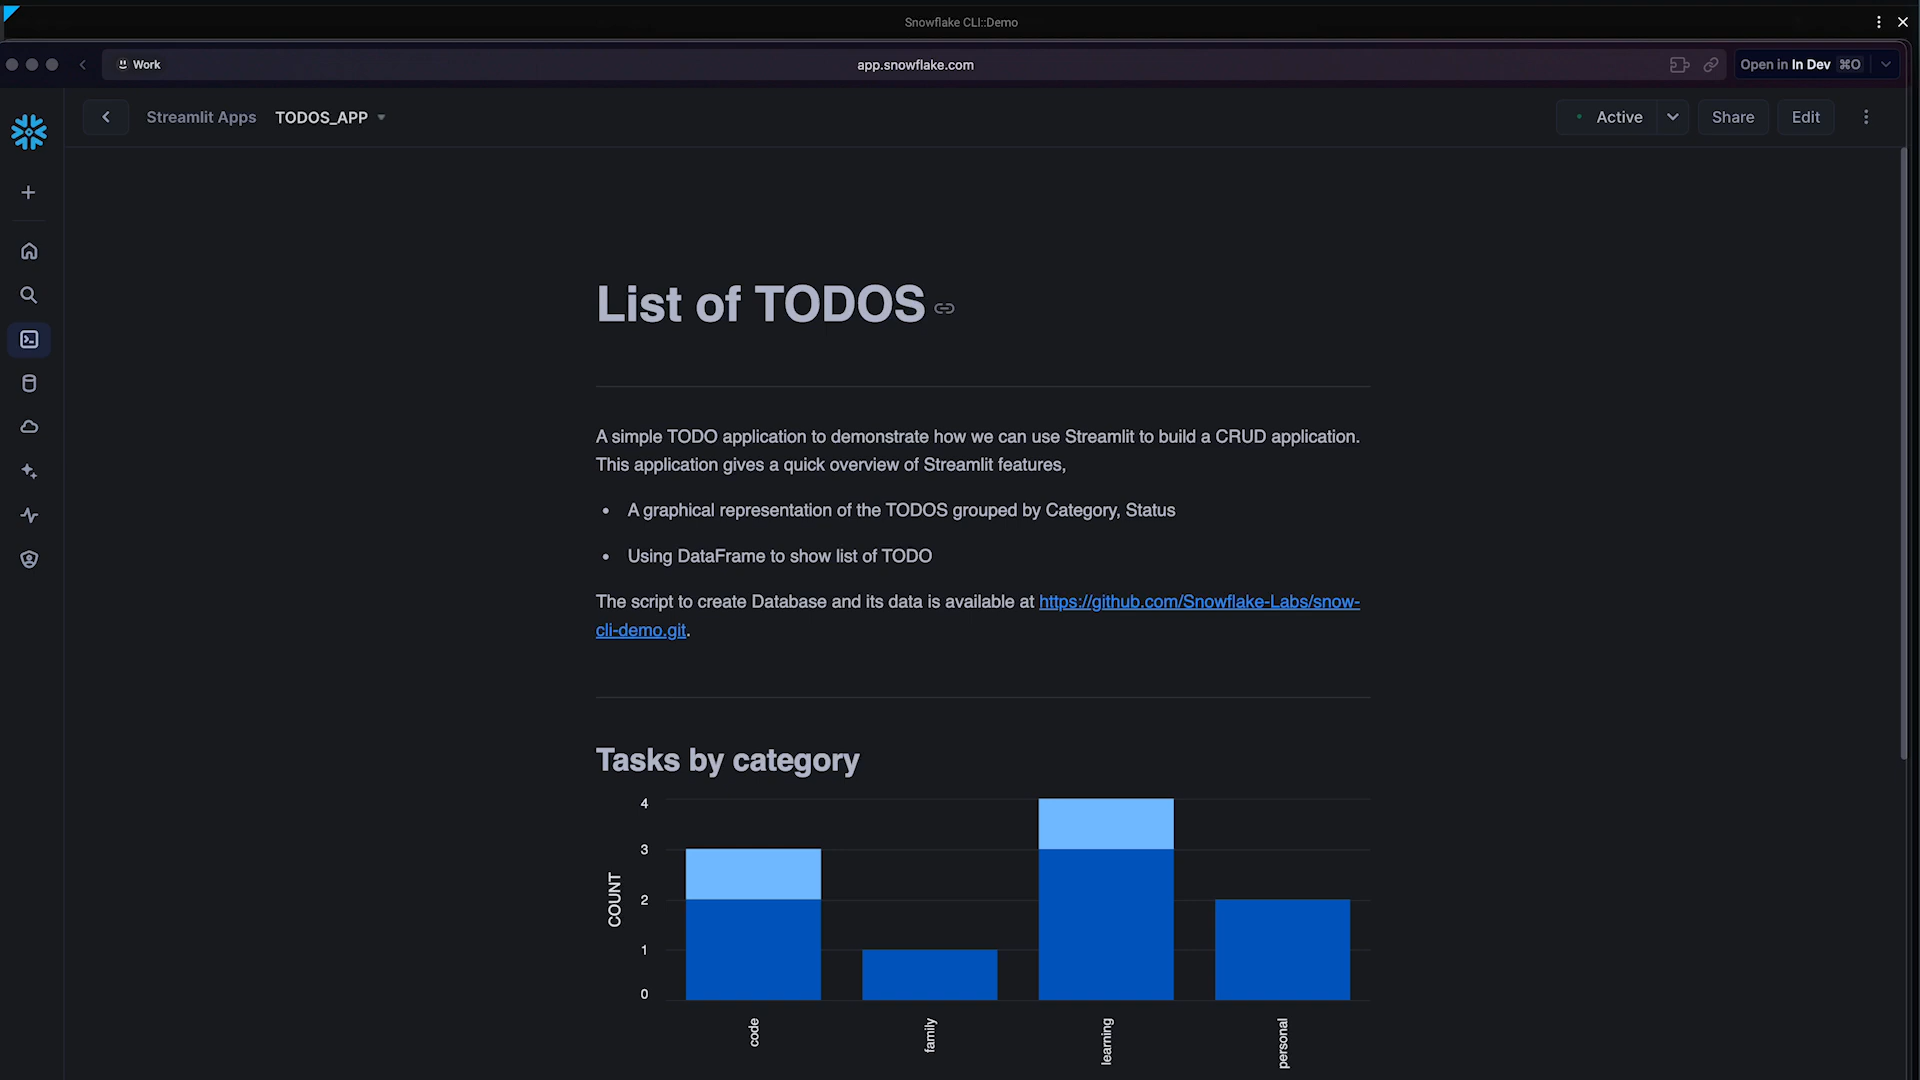 Snowflake CLI::Demo
Work
app.snowflake.com
Open in In Dev ⌘O
Streamlit Apps TODOS_APP
Active
Share
Edit
List of TODOS
A simple TODO application to demonstrate how we can use Streamlit to build a CRUD application.
This application gives a quick overview of Streamlit features,
• A graphical representation of the TODOS grouped by Category, Status
• Using DataFrame to show list of TODO
The script to create Database and its data is available at https://github.com/Snowflake-Labs/snow-
cli-demo.git.
Tasks by category
4
3
2
1
0
COUNT
code
family
learning
personal